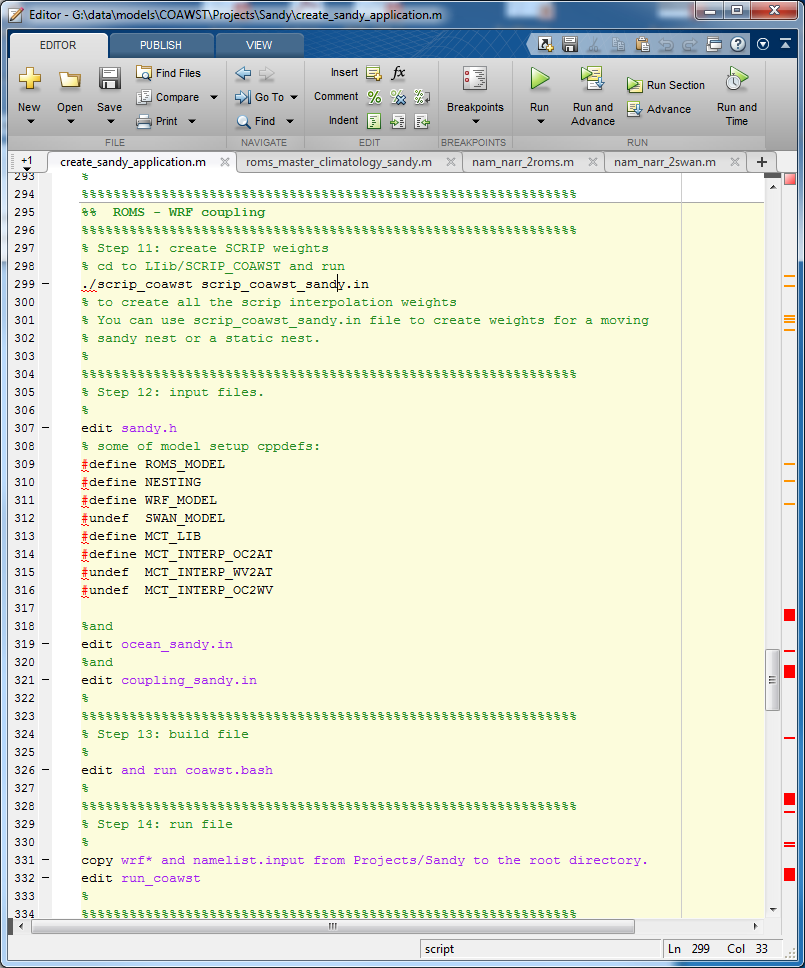 Editor - G:\data\models\COAWST\Projects\Sandy\create_sandy_application.m
EDITOR PUBLISH VIEW
New Open Save Find Files Compare Print
Go To Find
Insert Comment Indent
Breakpoints
Run Run and Advance Run Section Advance Run and Time
FILE NAVIGATE EDIT BREAKPOINTS RUN
+1 create_sandy_application.m roms_master_climatology_sandy.m nam_narr_2roms.m nam_narr_2swan.m +
293 %
294 %%%%%%%%%%%%%%%%%%%%%%%%%%%%%%%%%%%%%%%%%%%%%%%%%%%%%%%%%%%%%%
295 %% ROMS - WRF coupling
296 %%%%%%%%%%%%%%%%%%%%%%%%%%%%%%%%%%%%%%%%%%%%%%%%%%%%%%%%%%%%%%
297 % Step 11: create SCRIP weights
298 % cd to LIib/SCRIP_COAWST and run
299 – ./scrip_coawst scrip_coawst_sandy.in
300 % to create all the scrip interpolation weights
301 % You can use scrip_coawst_sandy.in file to create weights for a moving
302 % sandy nest or a static nest.
303 %
304 %%%%%%%%%%%%%%%%%%%%%%%%%%%%%%%%%%%%%%%%%%%%%%%%%%%%%%%%%%%%%%
305 % Step 12: input files.
306 %
307 – edit sandy.h
308 % some of model setup cppdefs:
309 #define ROMS_MODEL
310 #define NESTING
311 #define WRF_MODEL
312 #undef SWAN_MODEL
313 #define MCT_LIB
314 #define MCT_INTERP_OC2AT
315 #undef MCT_INTERP_WV2AT
316 #undef MCT_INTERP_OC2WV
317
318 %and
319 – edit ocean_sandy.in
320 %and
321 – edit coupling_sandy.in
322 %
323 %%%%%%%%%%%%%%%%%%%%%%%%%%%%%%%%%%%%%%%%%%%%%%%%%%%%%%%%%%%%%%
324 % Step 13: build file
325 %
326 – edit and run coawst.bash
327 %
328 %%%%%%%%%%%%%%%%%%%%%%%%%%%%%%%%%%%%%%%%%%%%%%%%%%%%%%%%%%%%%%
329 % Step 14: run file
330 %
331 – copy wrf* and namelist.input from Projects/Sandy to the root directory.
332 – edit run_coawst
333 %
334 %%%%%%%%%%%%%%%%%%%%%%%%%%%%%%%%%%%%%%%%%%%%%%%%%%%%%%%%%%%%%%
script Ln 299 Col 33